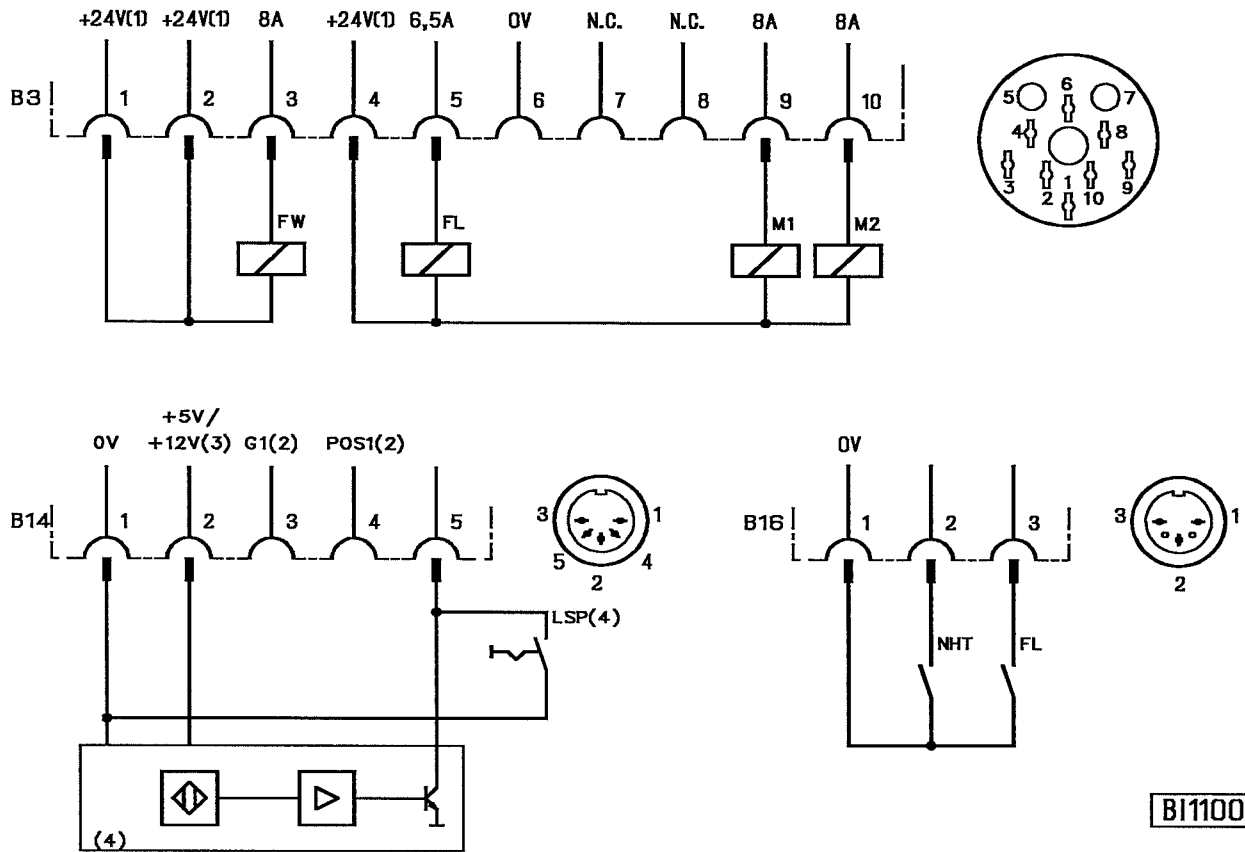 +24V(1) +24V(1) 8A +24V(1) 6,5A 0V N.C. N.C. 8A 8A
B3 1 2 3 4 5 6 7 8 9 10
FW FL M1 M2
6
5 7
4 8
3 2 1 10 9
+5V/
0V +12V(3) G1(2) POS1(2)
B14 1 2 3 4 5
3 1
5 4
2
LSP(4)
(4)
0V
B16 1 2 3
3 1
2
NHT FL
BI1100